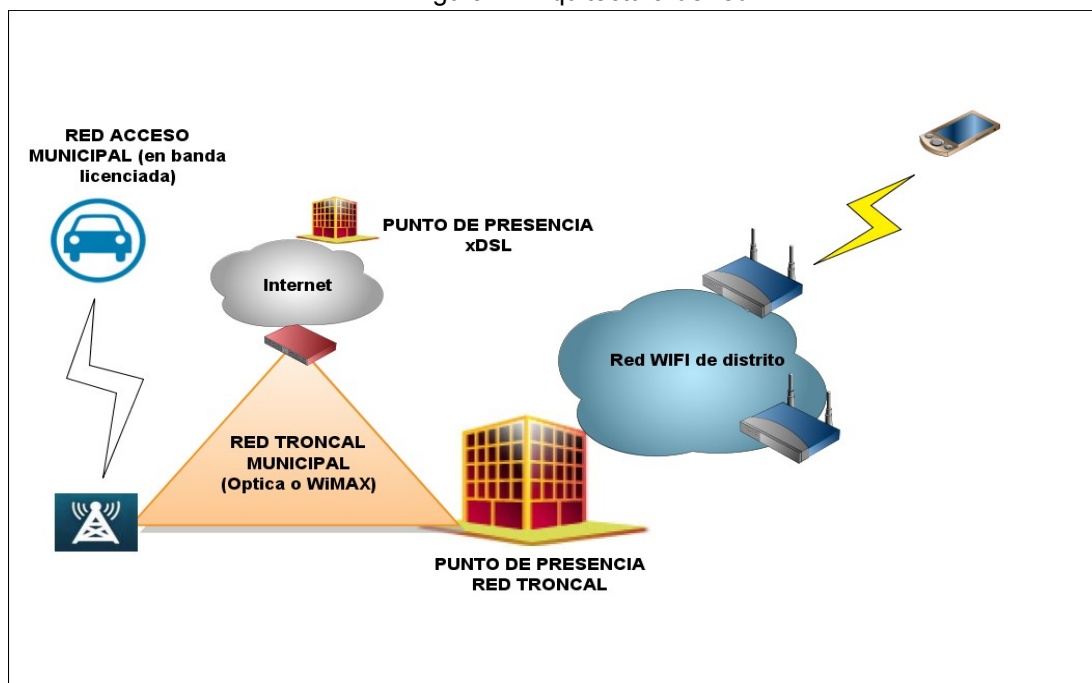 RED ACCESO
MUNICIPAL (en banda
licenciada)
PUNTO DE PRESENCIA
xDSL
Internet
Red WIFI de distrito
RED TRONCAL
MUNICIPAL
(Optica o WiMAX)
PUNTO DE PRESENCIA
RED TRONCAL